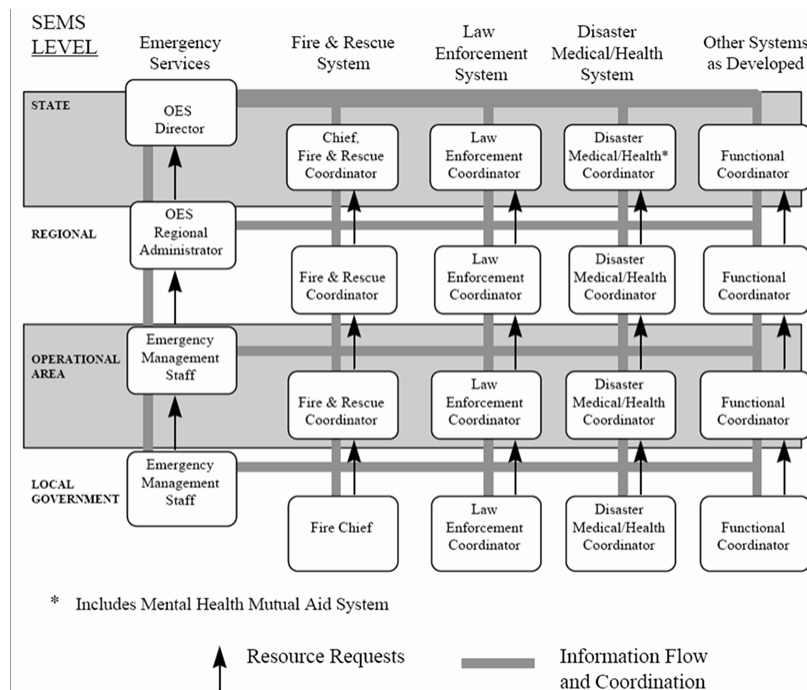 SEMS
LEVEL
Emergency
Services
Fire & Rescue
System
Law
Enforcement
System
Disaster
Medical/Health
System
Other Systems
as Developed
STATE
OES
Director
Chief,
Fire & Rescue
Coordinator
Law
Enforcement
Coordinator
Disaster
Medical/Health*
Coordinator
Functional
Coordinator
REGIONAL
OES
Regional
Administrator
Fire & Rescue
Coordinator
Law
Enforcement
Coordinator
Disaster
Medical/Health
Coordinator
Functional
Coordinator
OPERATIONAL
AREA
Emergency
Management
Staff
Fire & Rescue
Coordinator
Law
Enforcement
Coordinator
Disaster
Medical/Health
Coordinator
Functional
Coordinator
LOCAL
GOVERNMENT
Emergency
Management
Staff
Fire Chief
Law
Enforcement
Coordinator
Disaster
Medical/Health
Coordinator
Functional
Coordinator
* Includes Mental Health Mutual Aid System
Resource Requests
Information Flow
and Coordination